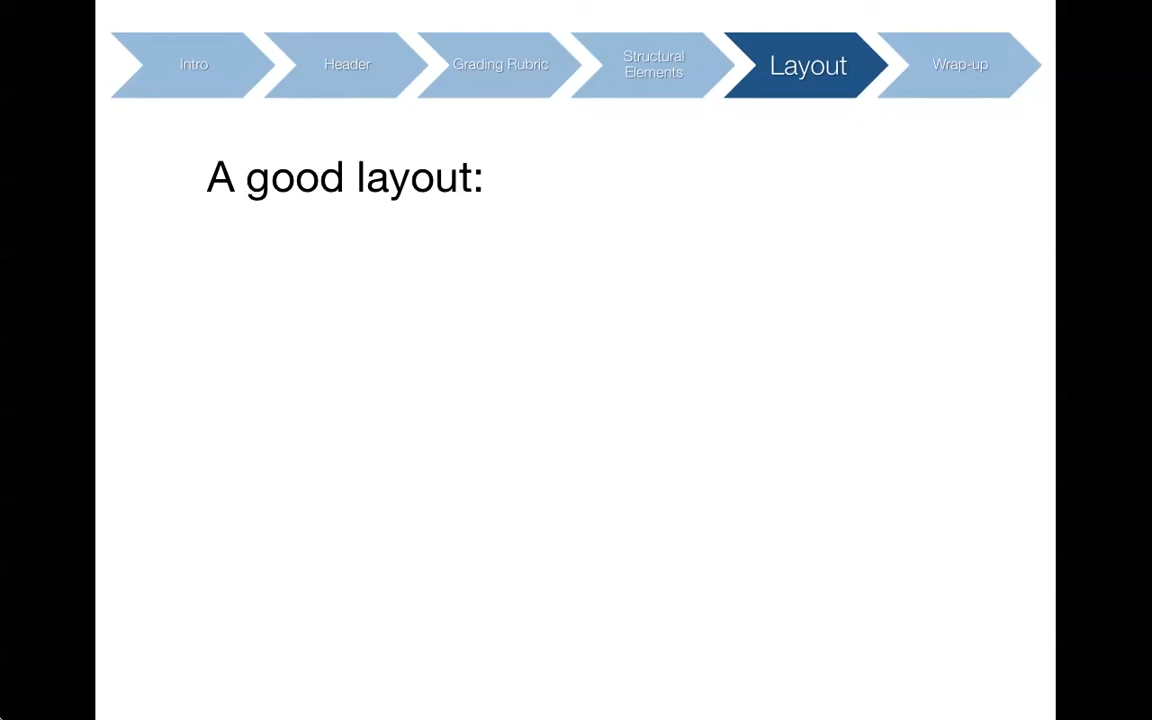 Intro
Header
Grading Rubric
Structural
Elements
Layout
Wrap-up
A good layout: